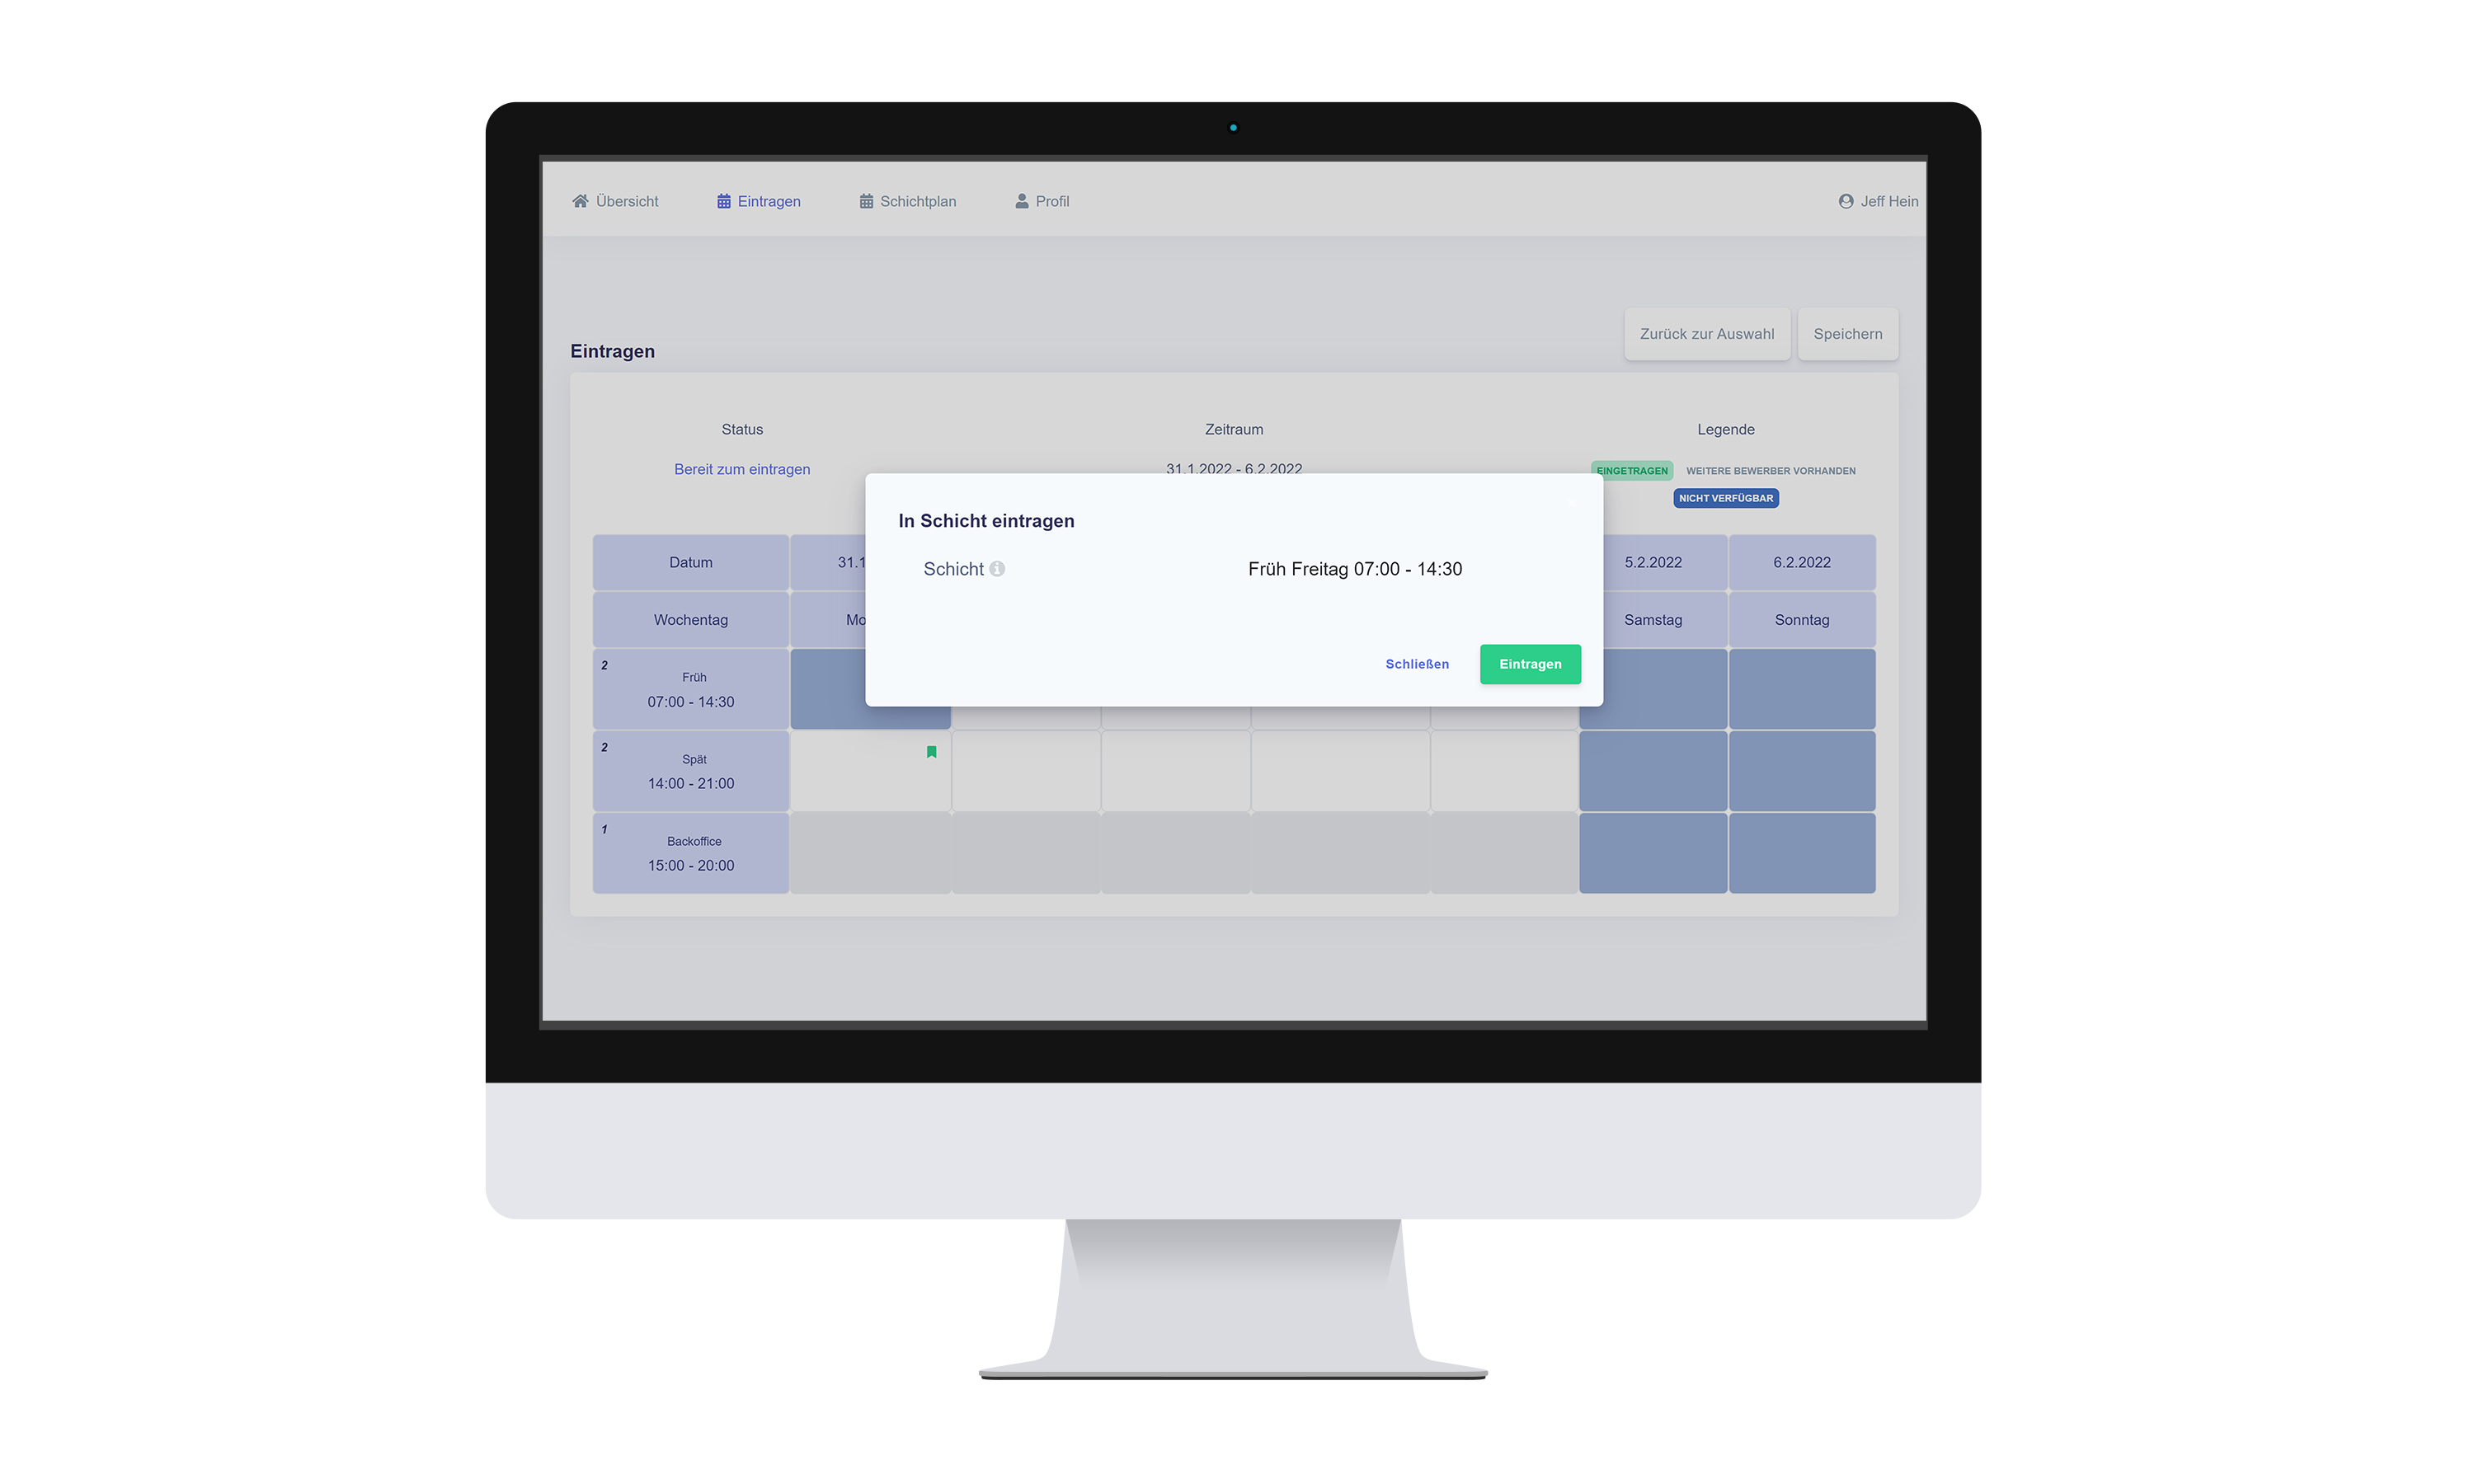 Übersicht Eintragen Schichtplan Profil Jeff Hein
Zurück zur Auswahl Speichern
Eintragen
Status Zeitraum Legende
Bereit zum eintragen 31.1.2022 - 6.2.2022 EINGETRAGEN WEITERE BEWERBER VORHANDEN
NICHT VERFÜGBAR
In Schicht eintragen
Schicht Früh Freitag 07:00 - 14:30
Schließen Eintragen
Datum 31.1 5.2.2022 6.2.2022
Wochentag Mo Samstag Sonntag
2 Früh
07:00 - 14:30
2 Spät
14:00 - 21:00
1 Backoffice
15:00 - 20:00